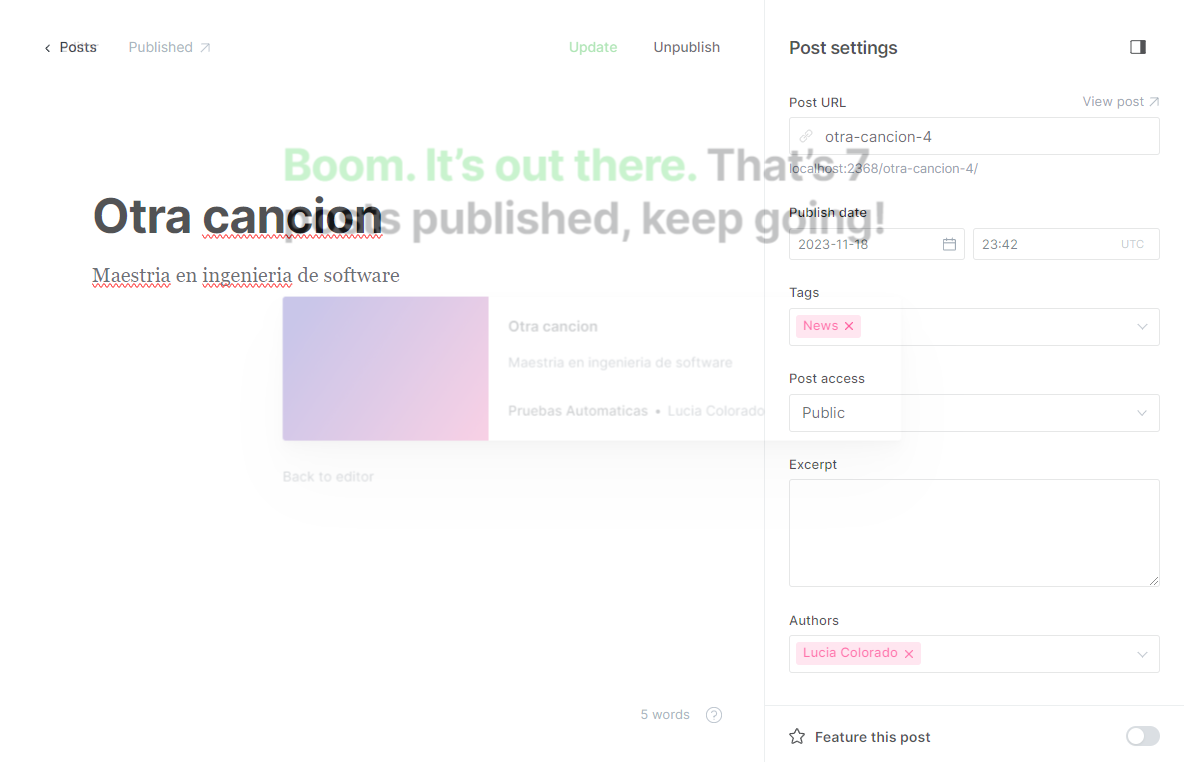 Posts
Published
Update
Unpublish
Boom. It's out there. That's 7
posts published, keep going!
Otra cancion
Maestria en ingenieria de software
Otra cancion
Maestria en ingenieria de software
Pruebas Automaticas • Lucia Colorado
Back to editor
5 words
?
Post settings
Post URL
View post
otra-cancion-4
localhost:2368/otra-cancion-4/
Publish date
2023-11-18
23:42
UTC
Tags
News ×
Post access
Public
Excerpt
Authors
Lucia Colorado ×
Feature this post